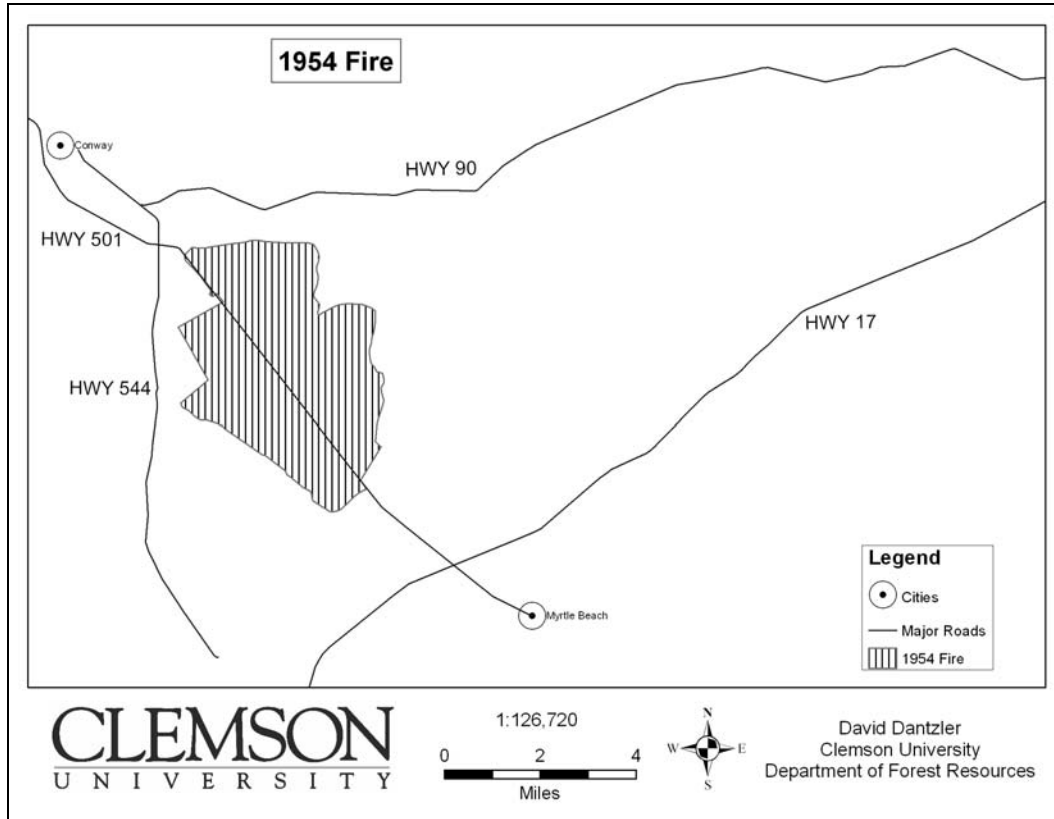 1954 Fire
Conway
HWY 90
HWY 501
HWY 17
HWY 544
Myrtle Beach
Legend
Cities
Major Roads
1954 Fire
CLEMSON
UNIVERSITY
1:126,720
0 2 4
Miles
N
W E
S
David Dantzler
Clemson University
Department of Forest Resources